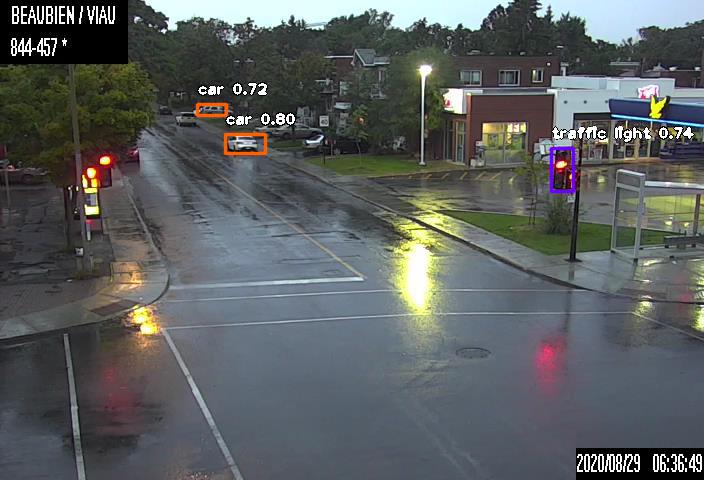 BEAUBIEN / VIAU
844-457 *
car 0.72
car 0.80
traffic light 0.74
2020/08/29 06:36:49